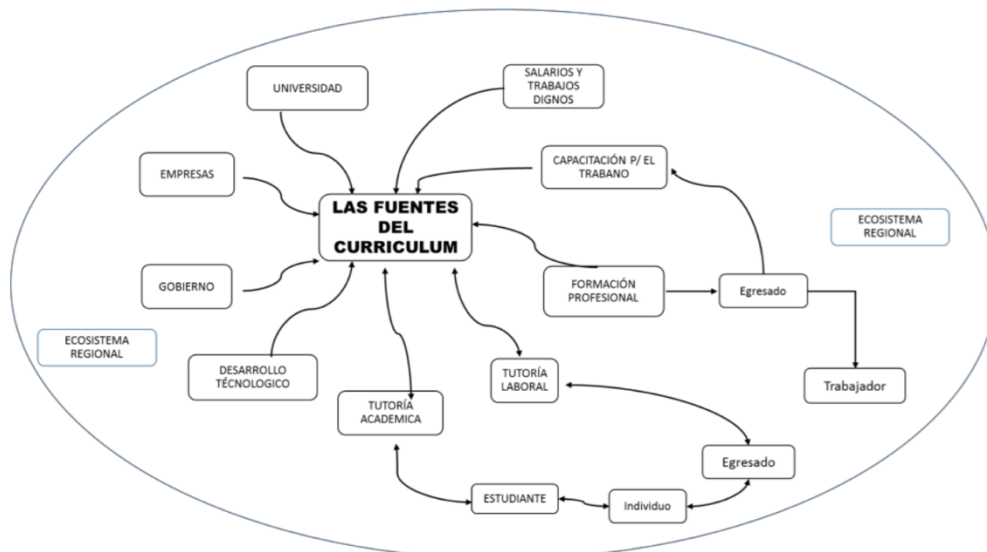 UNIVERSIDAD
SALARIOS Y
TRABAJOS
DIGNOS
EMPRESAS
CAPACITACIÓN P/ EL
TRABANO
LAS FUENTES
DEL
CURRICULUM
ECOSISTEMA
REGIONAL
GOBIERNO
FORMACIÓN
PROFESIONAL
Egresado
ECOSISTEMA
REGIONAL
DESARROLLO
TÉCNOLOGICO
TUTORÍA
LABORAL
Trabajador
TUTORÍA
ACADEMICA
Egresado
ESTUDIANTE
Individuo